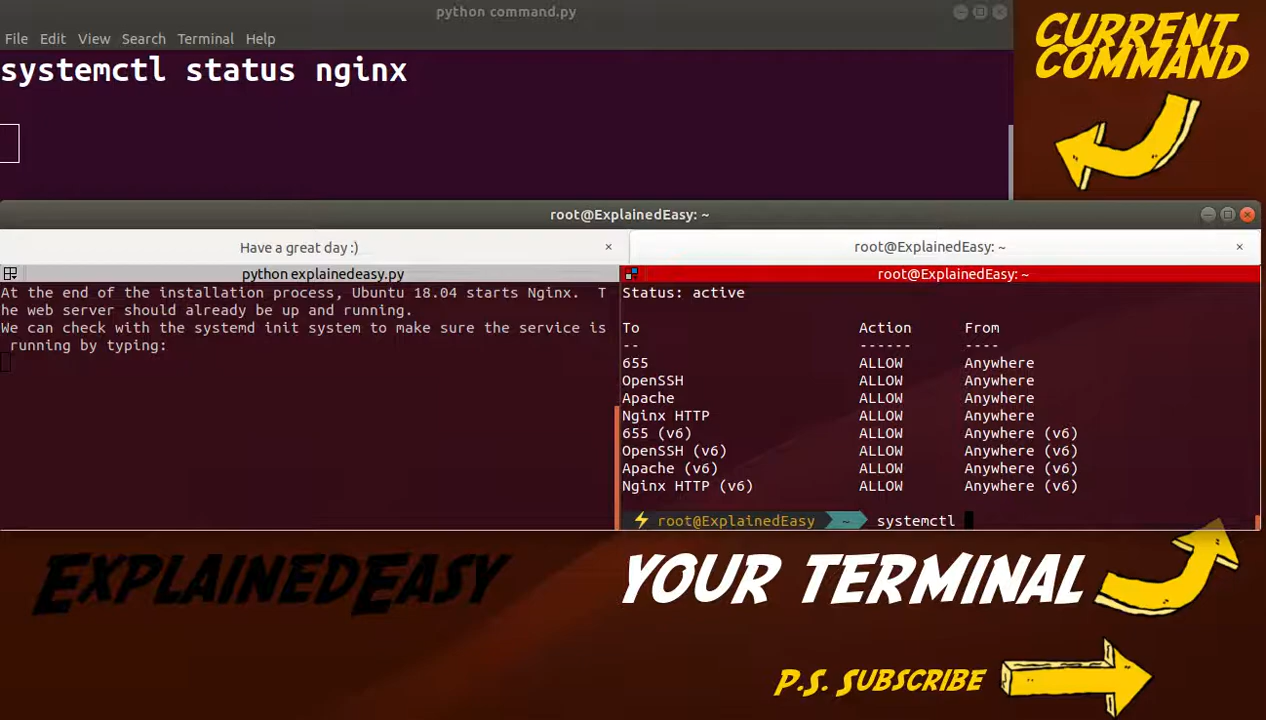 python command.py
File Edit View Search Terminal Help
systemctl status nginx
CURRENT
COMMAND
root@ExplainedEasy: ~
Have a great day :) ×
root@ExplainedEasy: ~ ×
python explainedeasy.py
At the end of the installation process, Ubuntu 18.04 starts Nginx.  T
he web server should already be up and running.
We can check with the systemd init system to make sure the service is
 running by typing:
root@ExplainedEasy: ~
Status: active
To Action From
-- ------ ----
655 ALLOW Anywhere
OpenSSH ALLOW Anywhere
Apache ALLOW Anywhere
Nginx HTTP ALLOW Anywhere
655 (v6) ALLOW Anywhere (v6)
OpenSSH (v6) ALLOW Anywhere (v6)
Apache (v6) ALLOW Anywhere (v6)
Nginx HTTP (v6) ALLOW Anywhere (v6)
⚡ root@ExplainedEasy ~ systemctl
EXPLAINEDEASY
YOUR TERMINAL
P.S. SUBSCRIBE